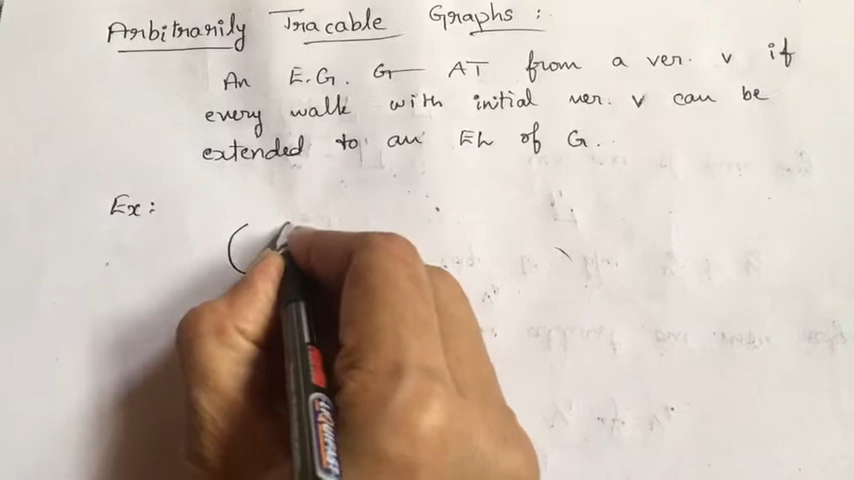 Arbitrarily Tracable Graphs :
An E.G. G— AT from a ver. v if
every walk with initial ver. v can be
extended to an EL of G.
Ex: